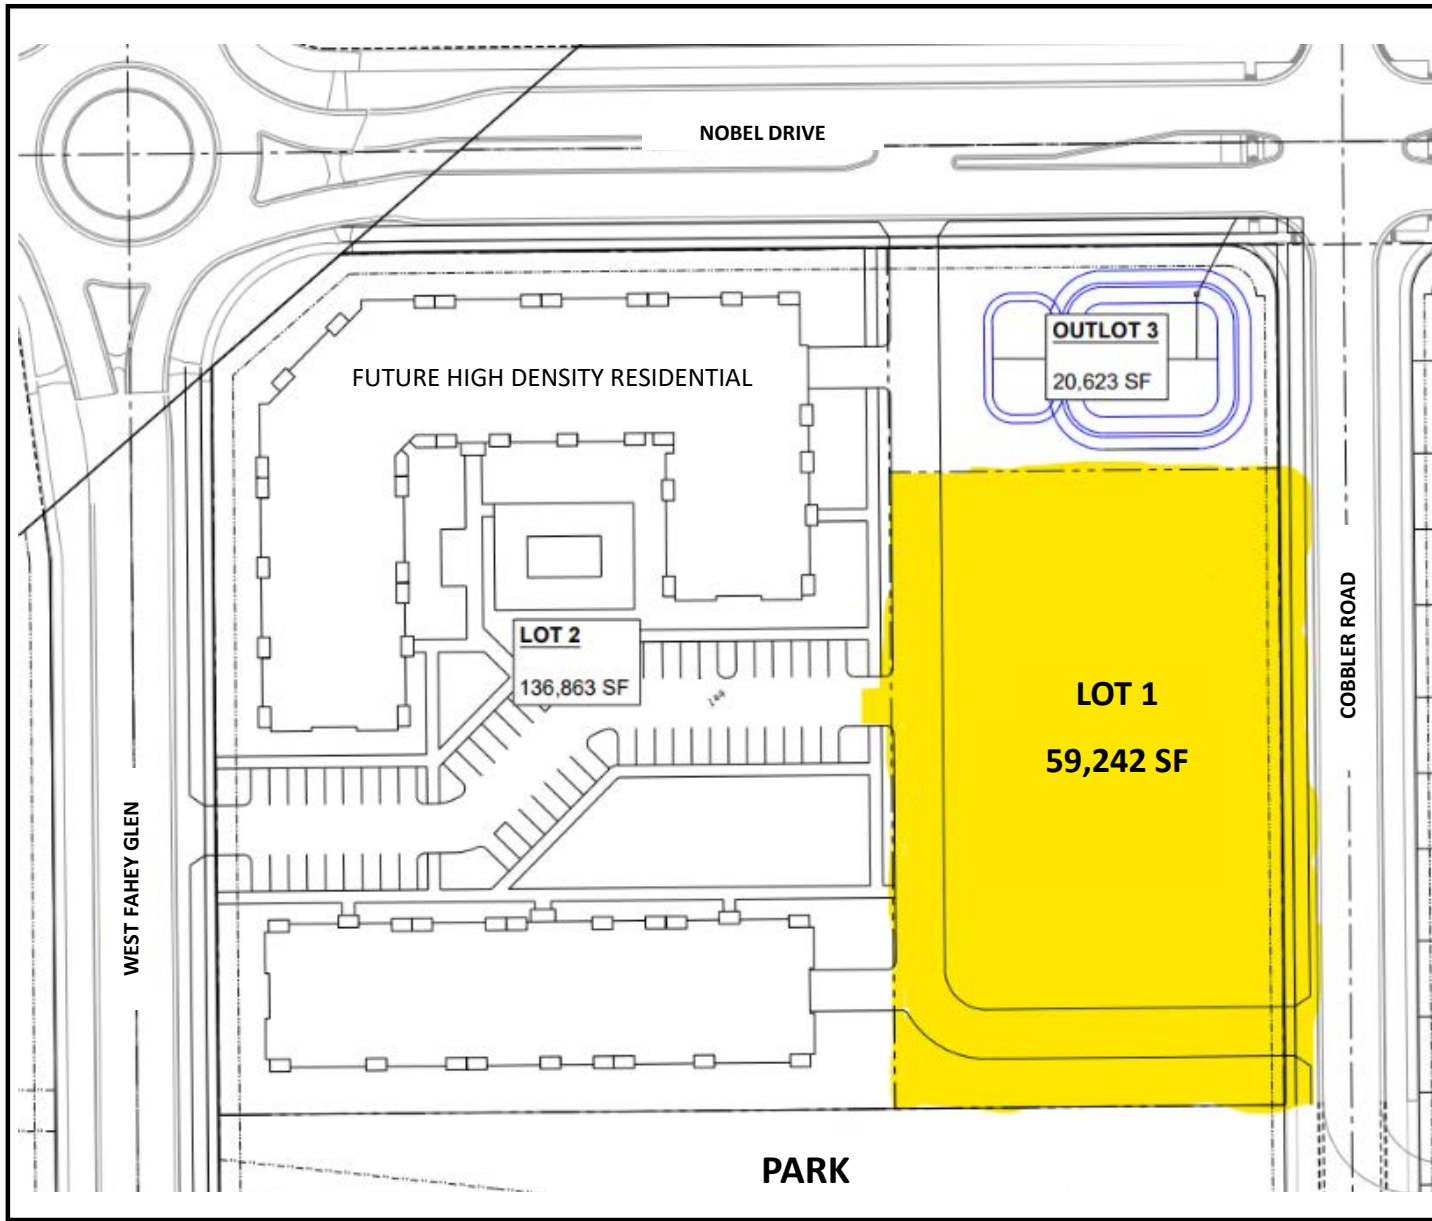 NOBEL DRIVE
OUTLOT 3
20,623 SF
FUTURE HIGH DENSITY RESIDENTIAL
LOT 2
136,863 SF
144
LOT 1
59,242 SF
COBBLER ROAD
WEST FAHEY GLEN
PARK